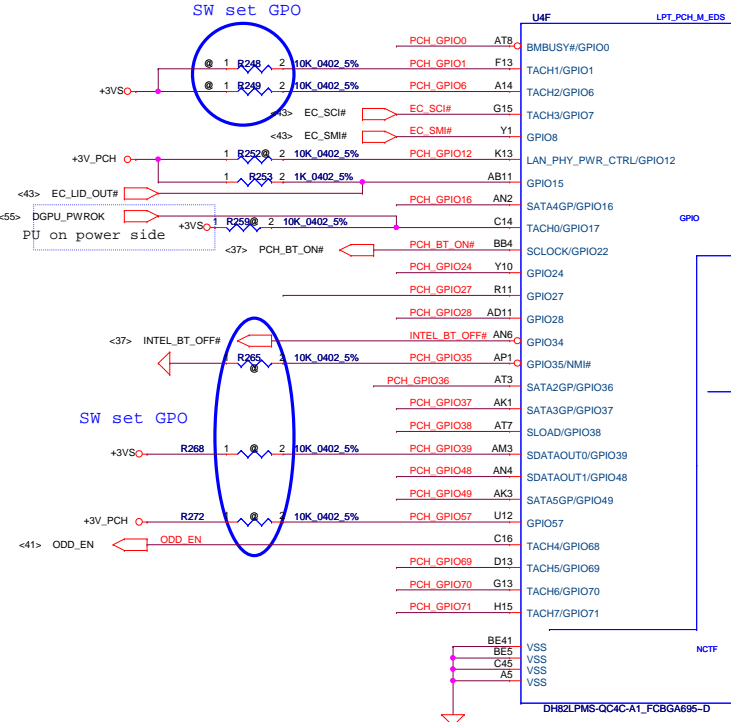 SW set GPO
U4F LPT_PCH_M_EDS
PCH_GPIO0 AT8 BMBUSY#/GPIO0
@ 1 R248 2 10K_0402_5% PCH_GPIO1 F13 TACH1/GPIO1
+3VS @ 1 R249 2 10K_0402_5% PCH_GPIO6 A14 TACH2/GPIO6
<43> EC_SCI# EC_SCI# G15 TACH3/GPIO7
<43> EC_SMI# EC_SMI# Y1 GPIO8
+3V_PCH 1 R252@ 2 10K_0402_5% PCH_GPIO12 K13 LAN_PHY_PWR_CTRL/GPIO12
1 R253 2 1K_0402_5% AB11 GPIO15
<43> EC_LID_OUT#
PCH_GPIO16 AN2 SATA4GP/GPIO16
<55> DGPU_PWROK
GPIO
+3VS 1 R259@ 2 10K_0402_5% C14 TACH0/GPIO17
PU on power side
<37> PCH_BT_ON# PCH_BT_ON# BB4 SCLOCK/GPIO22
PCH_GPIO24 Y10 GPIO24
PCH_GPIO27 R11 GPIO27
PCH_GPIO28 AD11 GPIO28
<37> INTEL_BT_OFF# INTEL_BT_OFF# AN6 GPIO34
1 R265 2 10K_0402_5% PCH_GPIO35 AP1 GPIO35/NMI#
@
PCH_GPIO36 AT3 SATA2GP/GPIO36
PCH_GPIO37 AK1 SATA3GP/GPIO37
SW set GPO
PCH_GPIO38 AT7 SLOAD/GPIO38
+3VS R268 1 @ 2 10K_0402_5% PCH_GPIO39 AM3 SDATAOUT0/GPIO39
PCH_GPIO48 AN4 SDATAOUT1/GPIO48
PCH_GPIO49 AK3 SATA5GP/GPIO49
+3V_PCH R272 1 @ 2 10K_0402_5% PCH_GPIO57 U12 GPIO57
<41> ODD_EN ODD_EN C16 TACH4/GPIO68
PCH_GPIO69 D13 TACH5/GPIO69
PCH_GPIO70 G13 TACH6/GPIO70
PCH_GPIO71 H15 TACH7/GPIO71
BE41 VSS
NCTF
BE5 VSS
C45 VSS
A5 VSS
DH82LPMS-QC4C-A1_FCBGA695~D